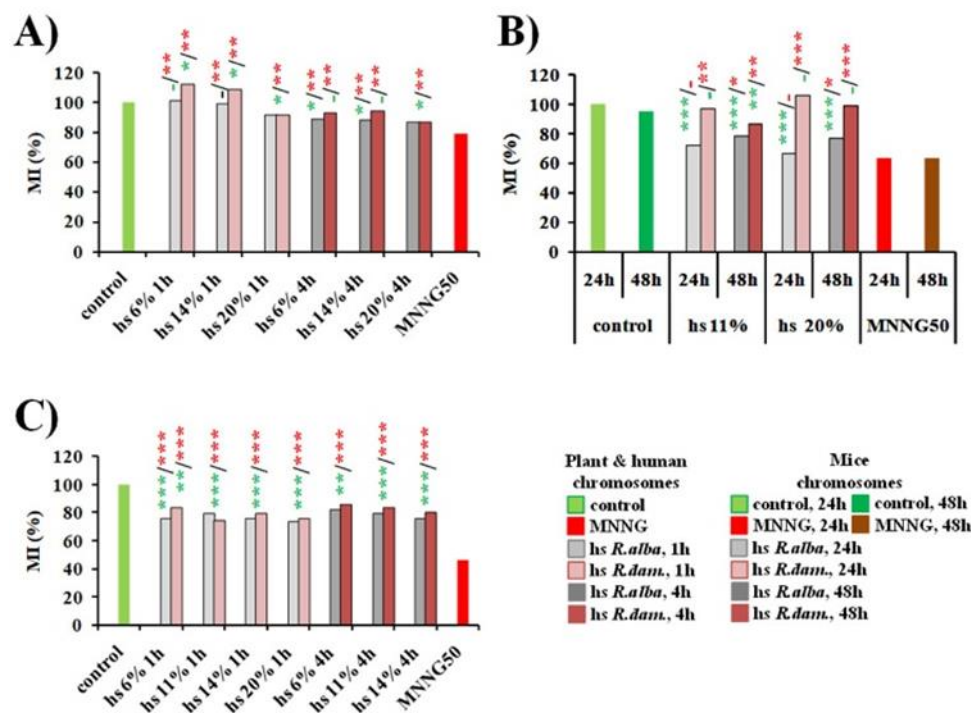 A)
MI (%)
120
100
80
60
40
20
0
**/- ***/* **/- ***/* **/* **/* **/- */* **/- **/*
control
hs 6% 1h
hs 14% 1h
hs 20% 1h
hs 6% 4h
hs 14% 4h
hs 20% 4h
MNNG50
B)
MI (%)
120
100
80
60
40
20
0
-/*** **/- */*** ***/** -/*** ***/- */*** ***/-
24h 48h 24h 48h 24h 48h 24h 48h
control hs 11% hs 20% MNNG50
C)
MI (%)
120
100
80
60
40
20
0
***/*** ***/** ***/*** ***/*** ***/*** ***/** ***/*** ***/***
control
hs 6% 1h
hs 11% 1h
hs 14% 1h
hs 20% 1h
hs 6% 4h
hs 11% 4h
hs 14% 4h
MNNG50
Plant & human
chromosomes
control
MNNG
hs R.alba, 1h
hs R.dam., 1h
hs R.alba, 4h
hs R.dam., 4h
Mice
chromosomes
control, 24h control, 48h
MNNG, 24h MNNG, 48h
hs R.alba, 24h
hs R.dam., 24h
hs R.alba, 48h
hs R.dam., 48h